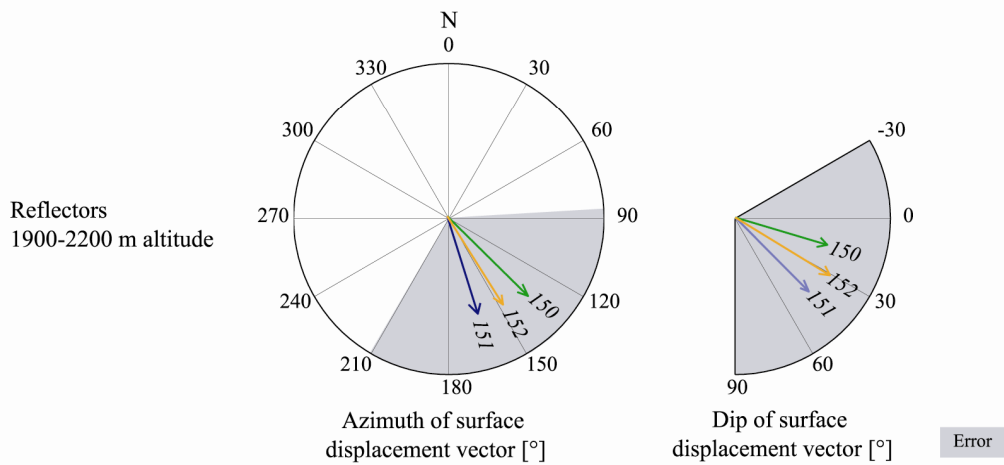 N
0
330
30
300
60
-30
Reflectors
1900-2200 m altitude
270
90
0
150
152
151
240
120
150
152
151
30
210
150
60
180
90
Azimuth of surface
displacement vector [°]
Dip of surface
displacement vector [°]
Error